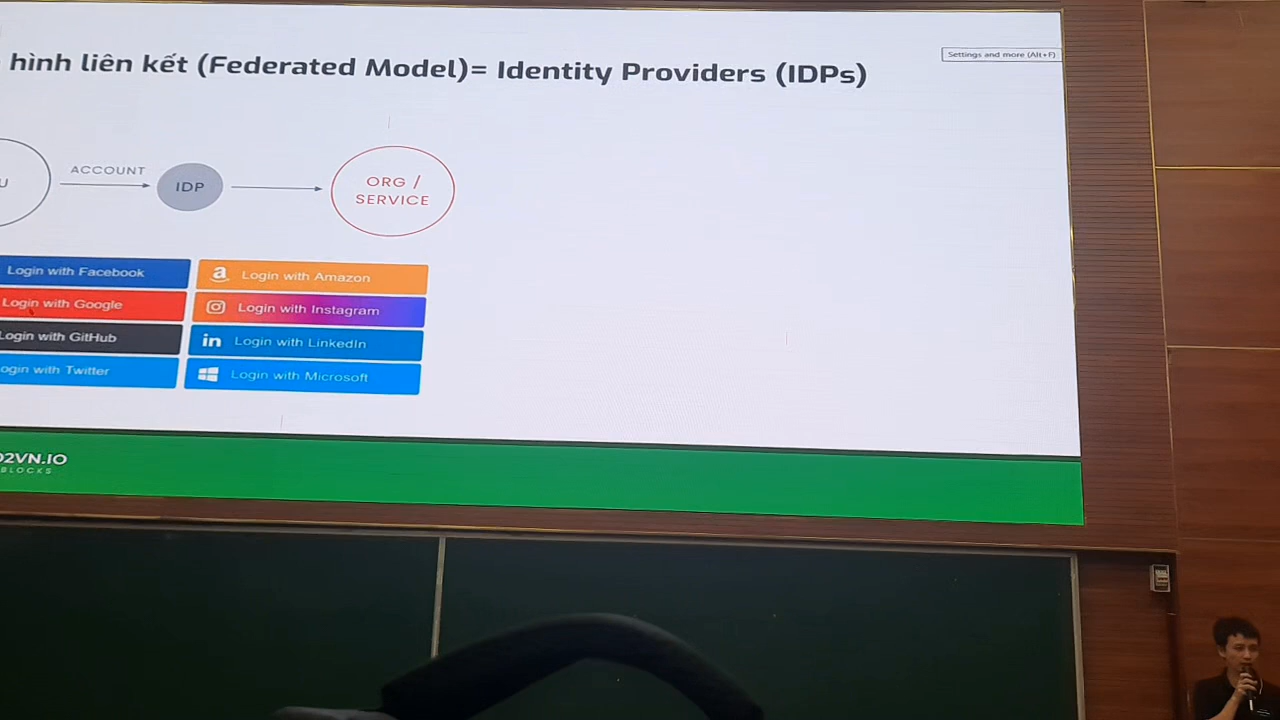 hình liên kết (Federated Model)= Identity Providers (IDPs)
Settings and more (Alt+F)
ACCOUNT
IDP
ORG /
SERVICE
Login with Facebook
a Login with Amazon
Login with Google
Login with Instagram
Login with GitHub
in Login with LinkedIn
ogin with Twitter
Login with Microsoft
2VN.IO
BLOCKS